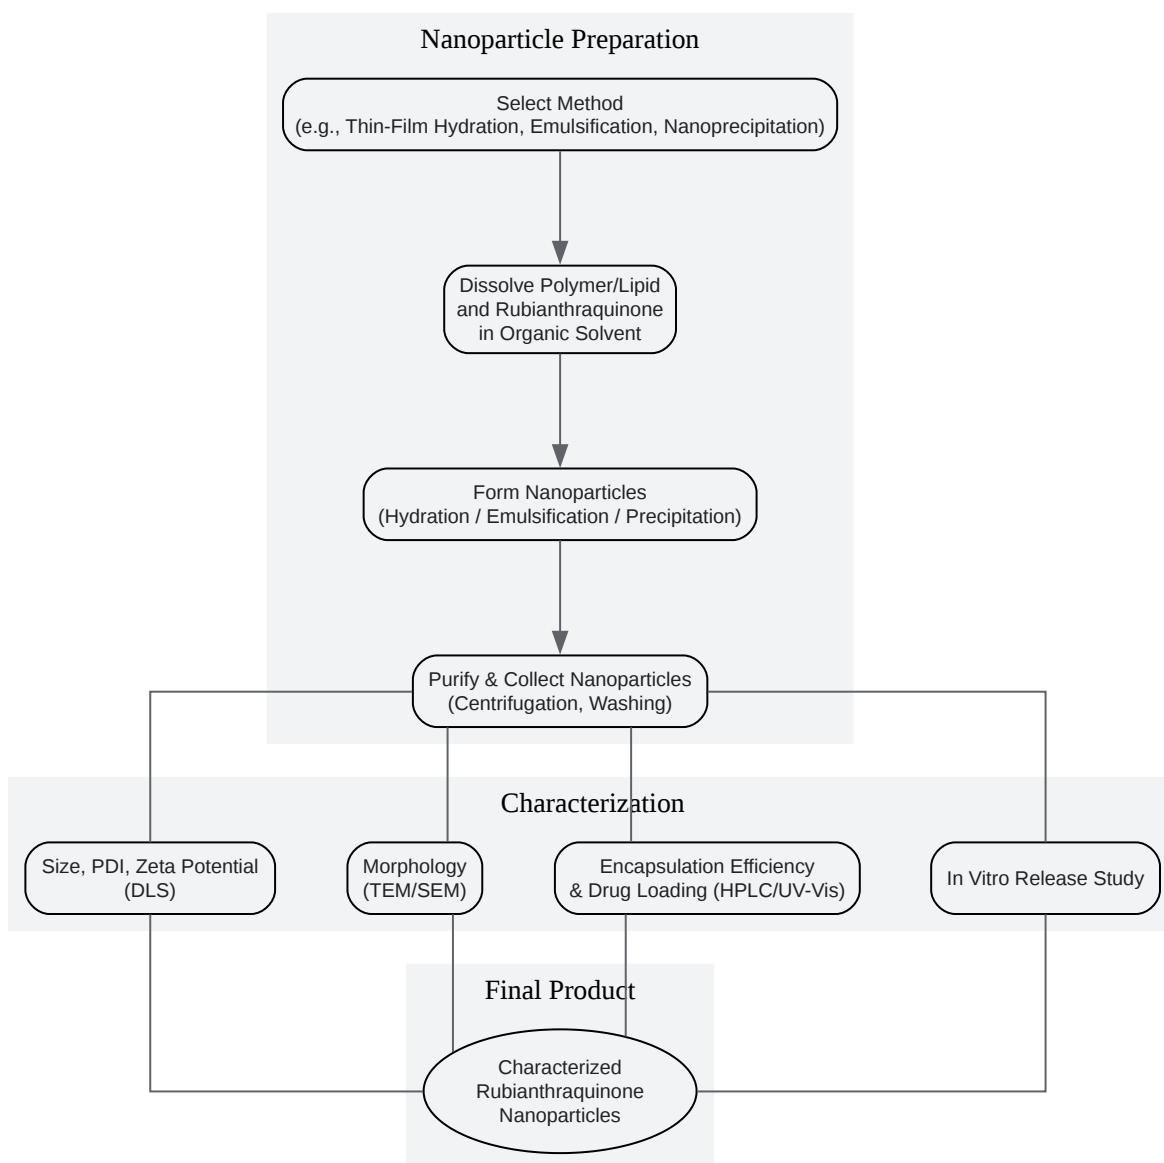 Nanoparticle Preparation
Select Method
(e.g., Thin-Film Hydration, Emulsification, Nanoprecipitation)
Dissolve Polymer/Lipid
and Rubianthraquinone
in Organic Solvent
Form Nanoparticles
(Hydration / Emulsification / Precipitation)
Purify & Collect Nanoparticles
(Centrifugation, Washing)
Characterization
Size, PDI, Zeta Potential
(DLS)
Morphology
(TEM/SEM)
Encapsulation Efficiency
& Drug Loading (HPLC/UV-Vis)
In Vitro Release Study
Final Product
Characterized
Rubianthraquinone
Nanoparticles